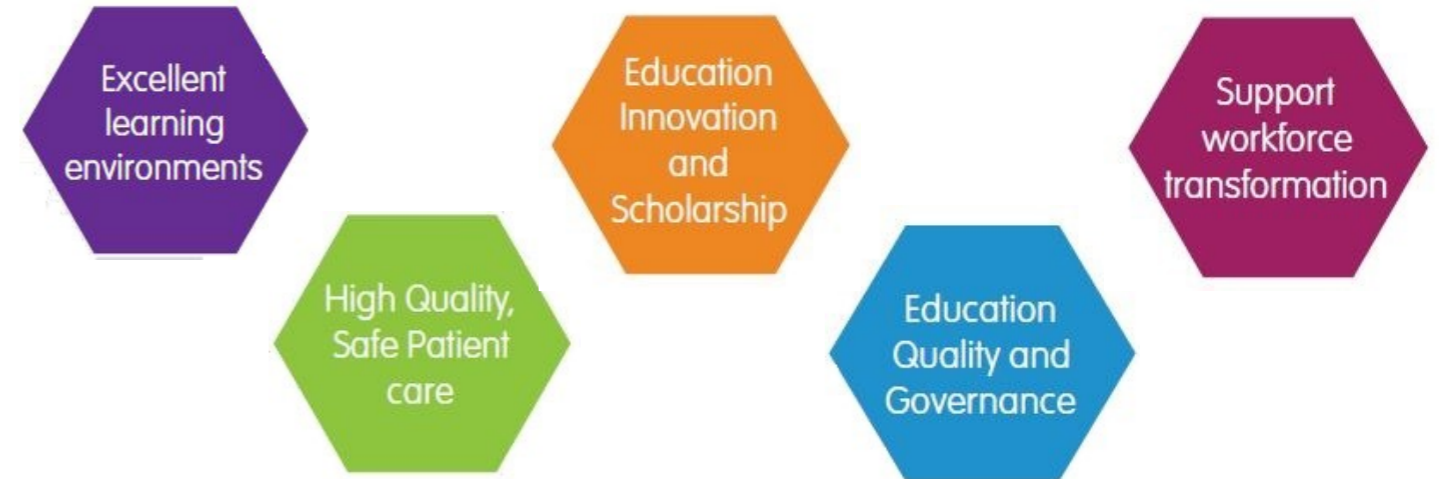 Excellent
learning
environments
High Quality,
Safe Patient
care
Education
Innovation
and
Scholarship
Education
Quality and
Governance
Support
workforce
transformation